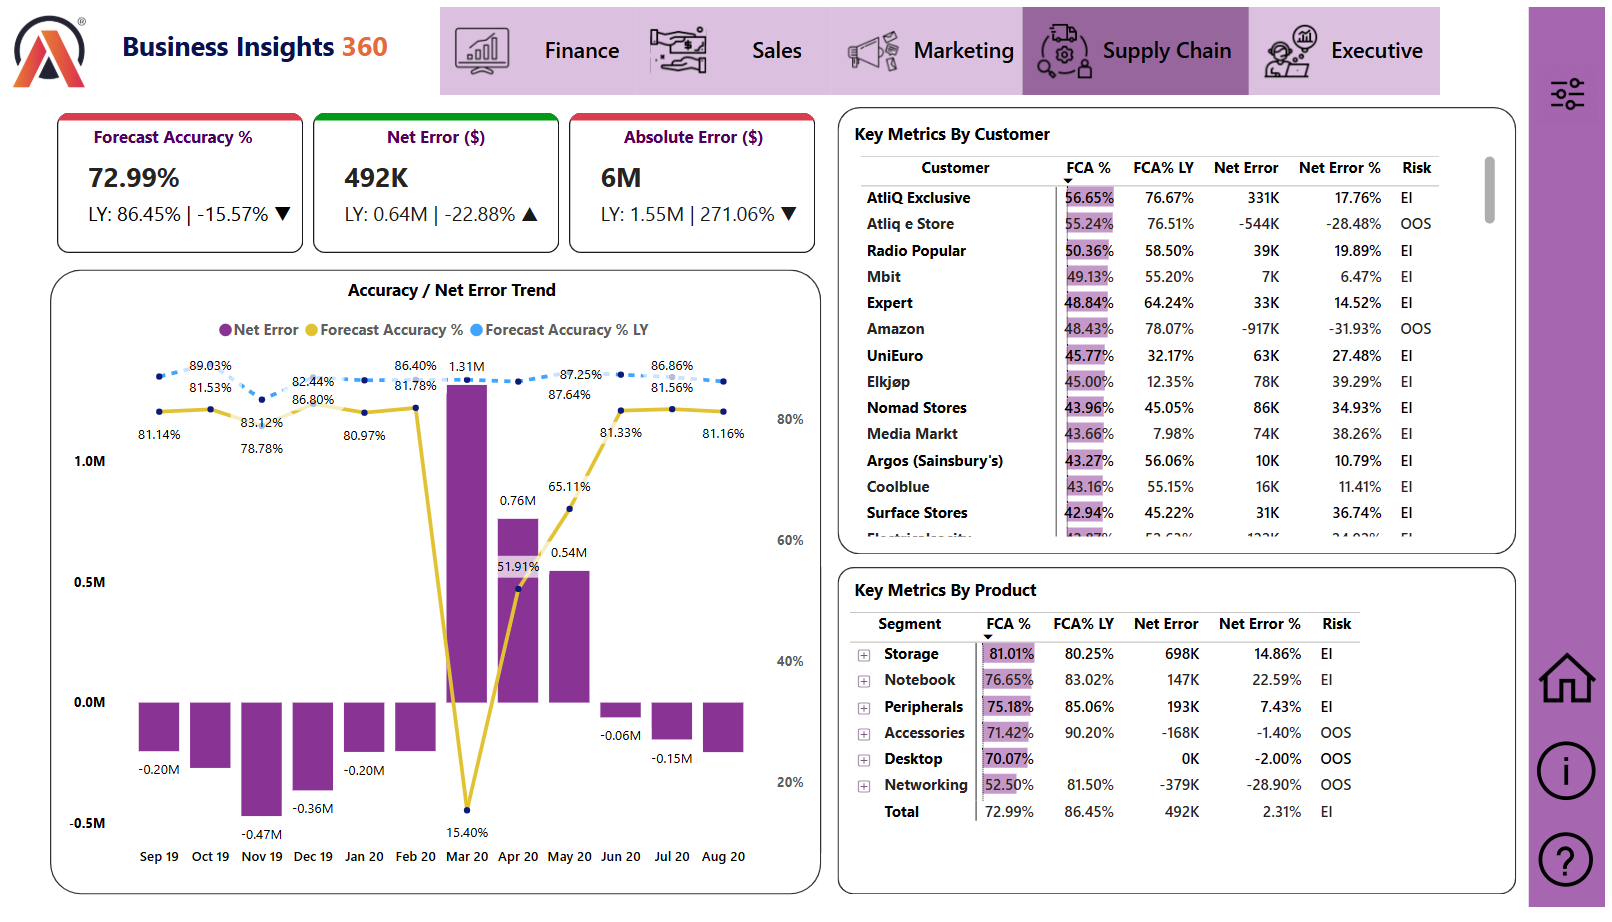 Business Insights 360
Finance
Sales
Marketing
Supply Chain
Executive
Forecast Accuracy %
72.99%
LY: 86.45% | -15.57% ▼
Net Error ($)
492K
LY: 0.64M | -22.88% ▲
Absolute Error ($)
6M
LY: 1.55M | 271.06% ▼
Accuracy / Net Error Trend
Net Error Forecast Accuracy % Forecast Accuracy % LY
89.03% 86.40% 1.31M 87.25% 86.86%
81.53% 82.44% 81.78% 87.64% 81.56%
81.14% 83.12% 86.80% 80.97% 81.33% 81.16%
78.78%
65.11%
0.76M
0.54M
51.91%
80%
60%
40%
20%
1.0M
0.5M
0.0M
-0.5M
-0.20M -0.47M -0.36M -0.20M -0.06M -0.15M
15.40%
Sep 19 Oct 19 Nov 19 Dec 19 Jan 20 Feb 20 Mar 20 Apr 20 May 20 Jun 20 Jul 20 Aug 20
Key Metrics By Customer
Customer FCA % FCA% LY Net Error Net Error % Risk
AtliQ Exclusive 56.65% 76.67% 331K 17.76% EI
Atliq e Store 55.24% 76.51% -544K -28.48% OOS
Radio Popular 50.36% 58.50% 39K 19.89% EI
Mbit 49.13% 55.20% 7K 6.47% EI
Expert 48.84% 64.24% 33K 14.52% EI
Amazon 48.43% 78.07% -917K -31.93% OOS
UniEuro 45.77% 32.17% 63K 27.48% EI
Elkjøp 45.00% 12.35% 78K 39.29% EI
Nomad Stores 43.96% 45.05% 86K 34.93% EI
Media Markt 43.66% 7.98% 74K 38.26% EI
Argos (Sainsbury's) 43.27% 56.06% 10K 10.79% EI
Coolblue 43.16% 55.15% 16K 11.41% EI
Surface Stores 42.94% 45.22% 31K 36.74% EI
Key Metrics By Product
Segment FCA % FCA% LY Net Error Net Error % Risk
Storage 81.01% 80.25% 698K 14.86% EI
Notebook 76.65% 83.02% 147K 22.59% EI
Peripherals 75.18% 85.06% 193K 7.43% EI
Accessories 71.42% 90.20% -168K -1.40% OOS
Desktop 70.07% 0K -2.00% OOS
Networking 52.50% 81.50% -379K -28.90% OOS
Total 72.99% 86.45% 492K 2.31% EI